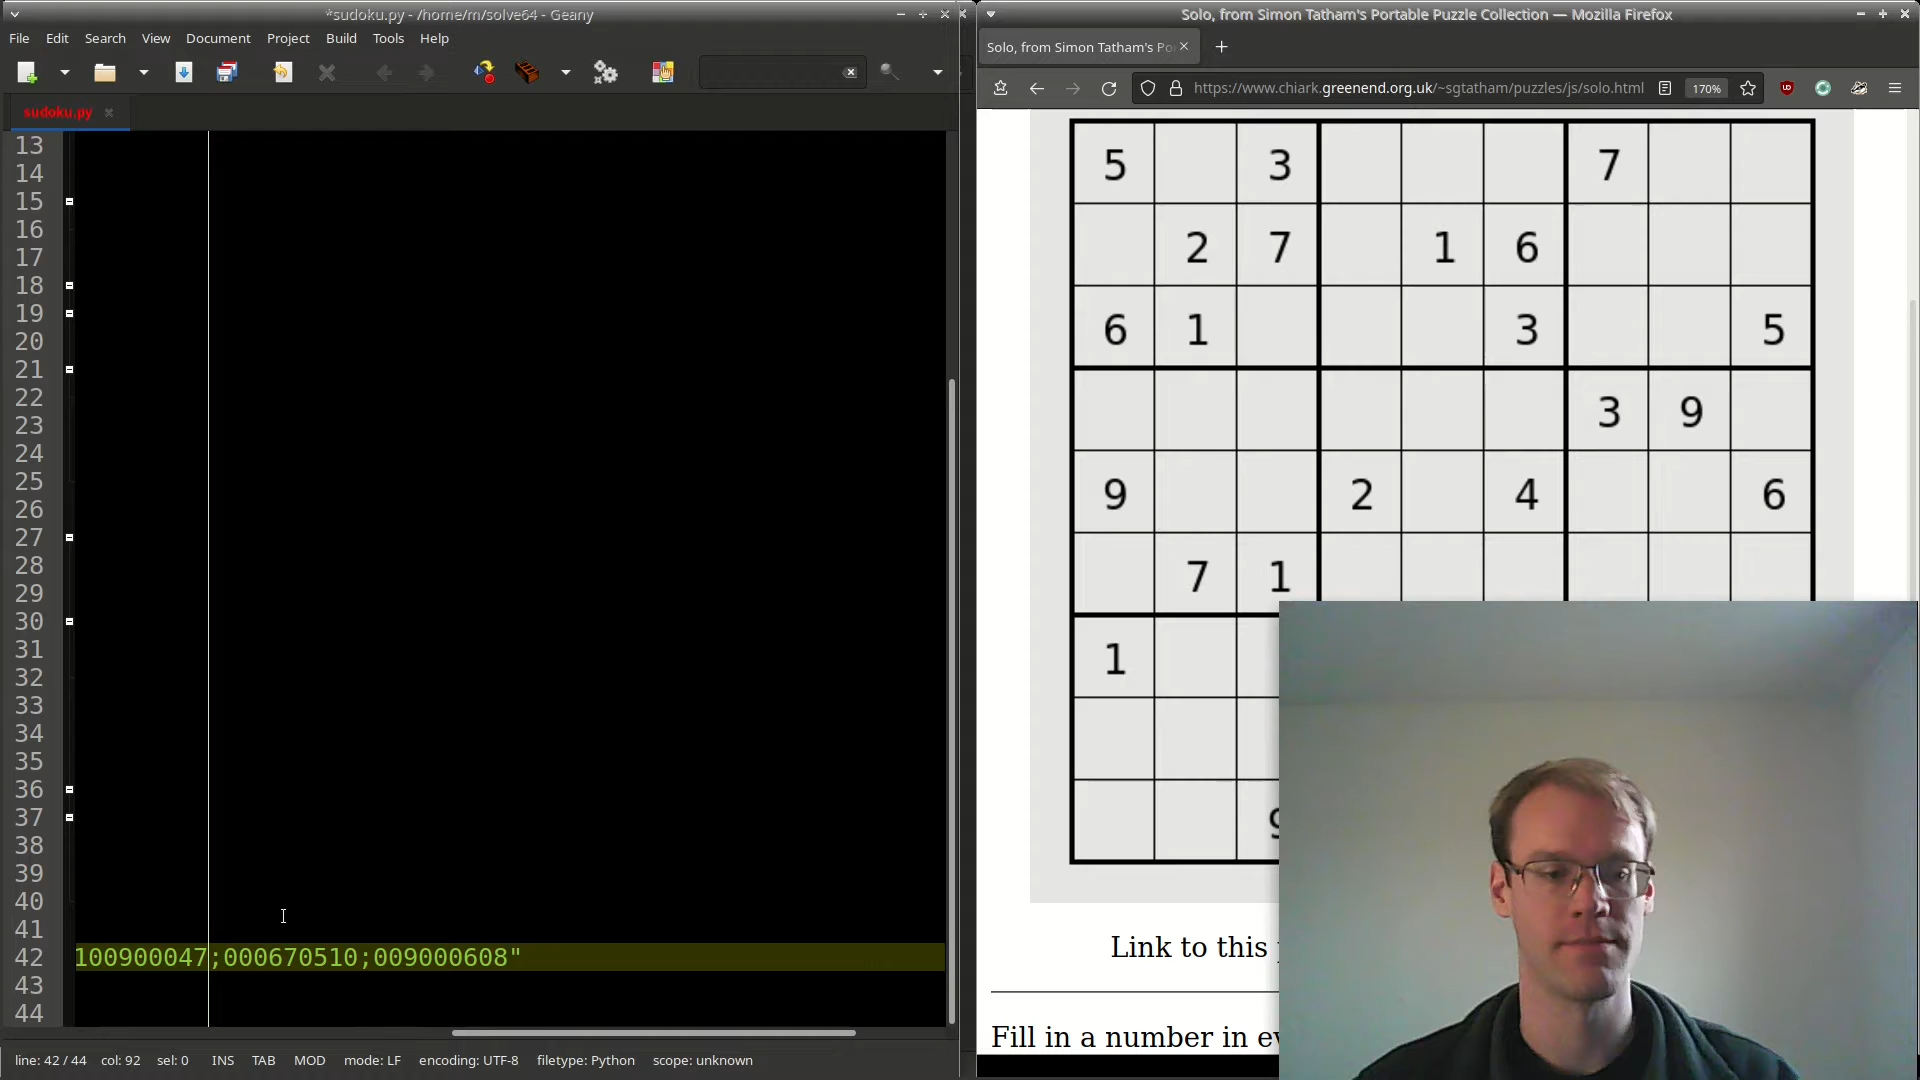 *sudoku.py - /home/m/solve64 - Geany
File Edit Search View Document Project Build Tools Help
sudoku.py
13
14
15
16
17
18
19
20
21
22
23
24
25
26
27
28
29
30
31
32
33
34
35
36
37
38
39
40
41
42 100900047;000670510;009000608"
43
44
line: 42 / 44 col: 92 sel: 0 INS TAB MOD mode: LF encoding: UTF-8 filetype: Python scope: unknown
Solo, from Simon Tatham's Portable Puzzle Collection — Mozilla Firefox
Solo, from Simon Tatham's Po
https://www.chiark.greenend.org.uk/~sgtatham/puzzles/js/solo.html 170%
5 3 7
2 7 1 6
6 1 3 5
3 9
9 2 4 6
7 1
1
9
Link to this
Fill in a number in